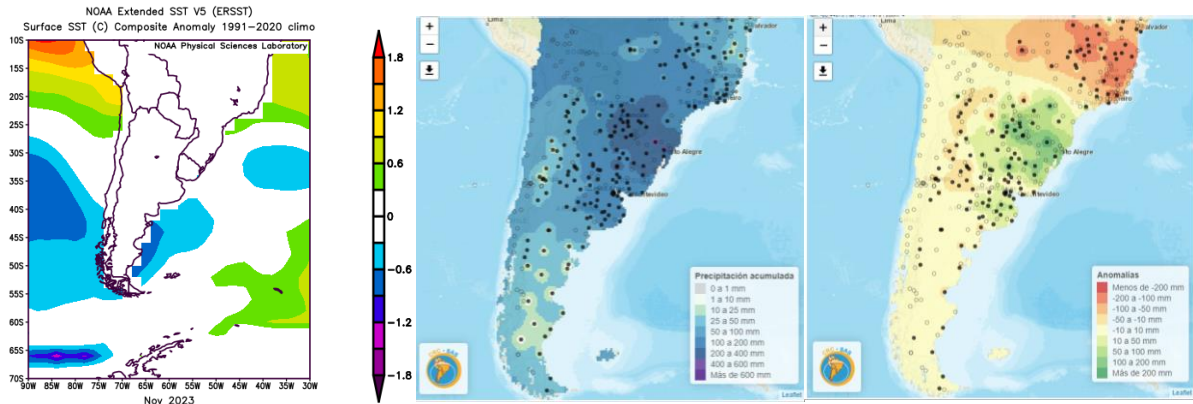 NOAA Extended SST V5 (ERSST)
Surface SST (C) Composite Anomaly 1991-2020 climo
NOAA Physical Sciences Laboratory
10S
15S
20S
25S
30S
35S
40S
45S
50S
55S
60S
65S
70S
90W 85W 80W 75W 70W 65W 60W 55W 50W 45W 40W 35W 30W
Nov 2023
1.8
1.2
0.6
0
-0.6
-1.2
-1.8
+
−
Lima
Salvador
Alegre
Montevideo
Precipitación acumulada
0 a 1 mm
1 a 10 mm
10 a 25 mm
25 a 50 mm
50 a 100 mm
100 a 200 mm
200 a 400 mm
400 a 600 mm
Más de 600 mm
Leaflet
+
−
Lima
Salvador
Alegre
Montevideo
Anomalías
Menos de -200 mm
-200 a -100 mm
-100 a -50 mm
-50 a -10 mm
-10 a 10 mm
10 a 50 mm
50 a 100 mm
100 a 200 mm
Más de 200 mm
Leaflet